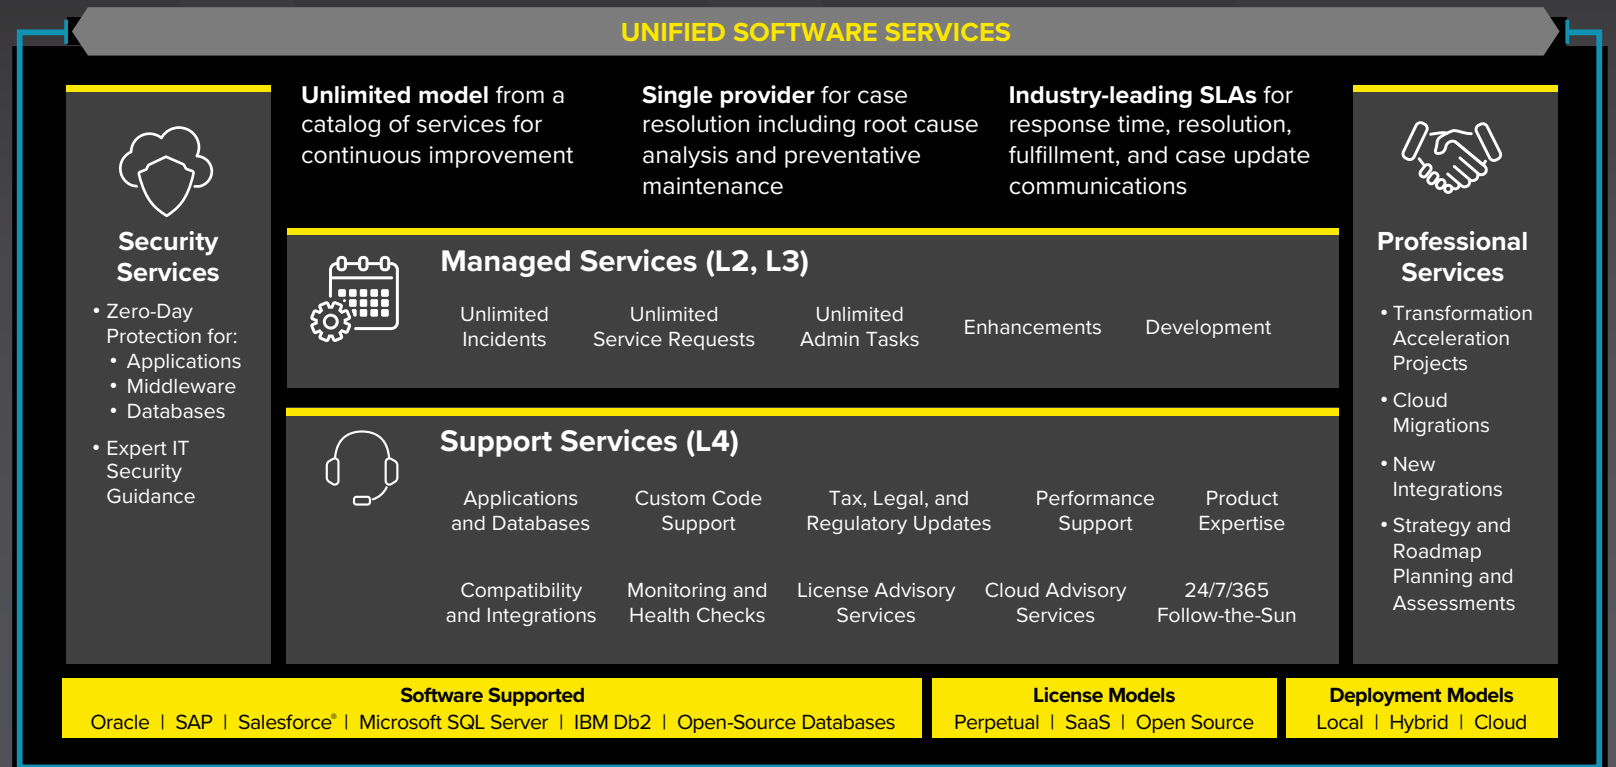 UNIFIED SOFTWARE SERVICES
Security
Services
• Zero-Day
Protection for:
• Applications
• Middleware
• Databases
• Expert IT
Security
Guidance
Unlimited model from a
catalog of services for
continuous improvement
Single provider for case
resolution including root cause
analysis and preventative
maintenance
Industry-leading SLAs for
response time, resolution,
fulfillment, and case update
communications
Managed Services (L2, L3)
Unlimited
Incidents
Unlimited
Service Requests
Unlimited
Admin Tasks
Enhancements
Development
Support Services (L4)
Applications
and Databases
Custom Code
Support
Tax, Legal, and
Regulatory Updates
Performance
Support
Product
Expertise
Compatibility
and Integrations
Monitoring and
Health Checks
License Advisory
Services
Cloud Advisory
Services
24/7/365
Follow-the-Sun
Professional
Services
• Transformation
Acceleration
Projects
• Cloud
Migrations
• New
Integrations
• Strategy and
Roadmap
Planning and
Assessments
Software Supported
Oracle | SAP | Salesforce® | Microsoft SQL Server | IBM Db2 | Open-Source Databases
License Models
Perpetual | SaaS | Open Source
Deployment Models
Local | Hybrid | Cloud